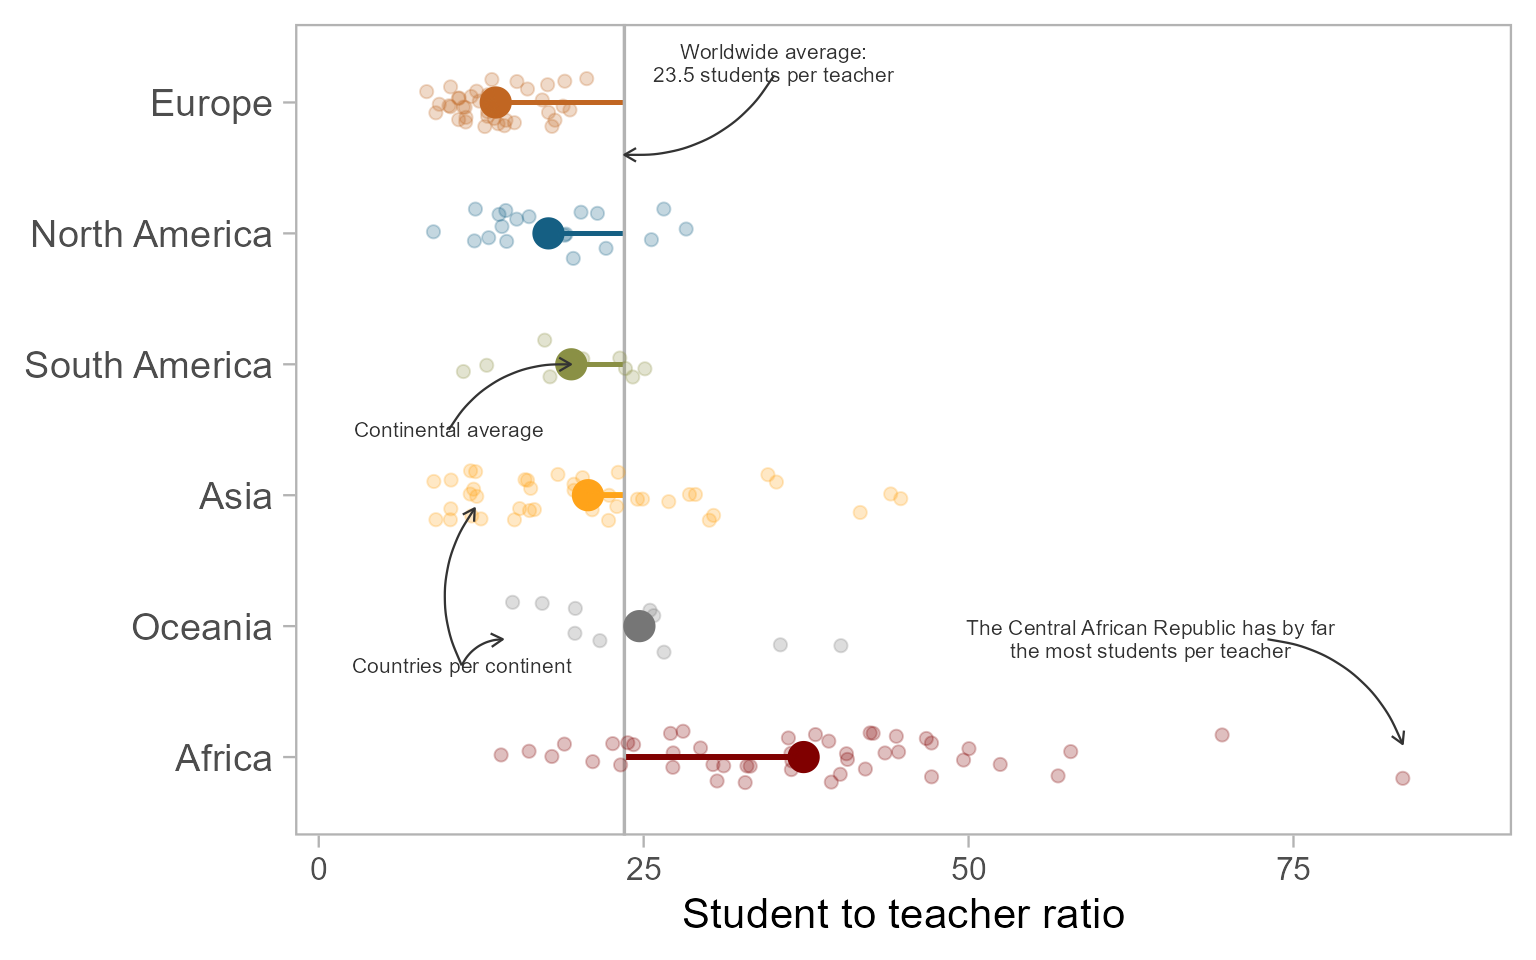 Worldwide average:
23.5 students per teacher
Europe
North America
South America
Continental average
Asia
Oceania
The Central African Republic has by far
the most students per teacher
Countries per continent
Africa
0
25
50
75
Student to teacher ratio